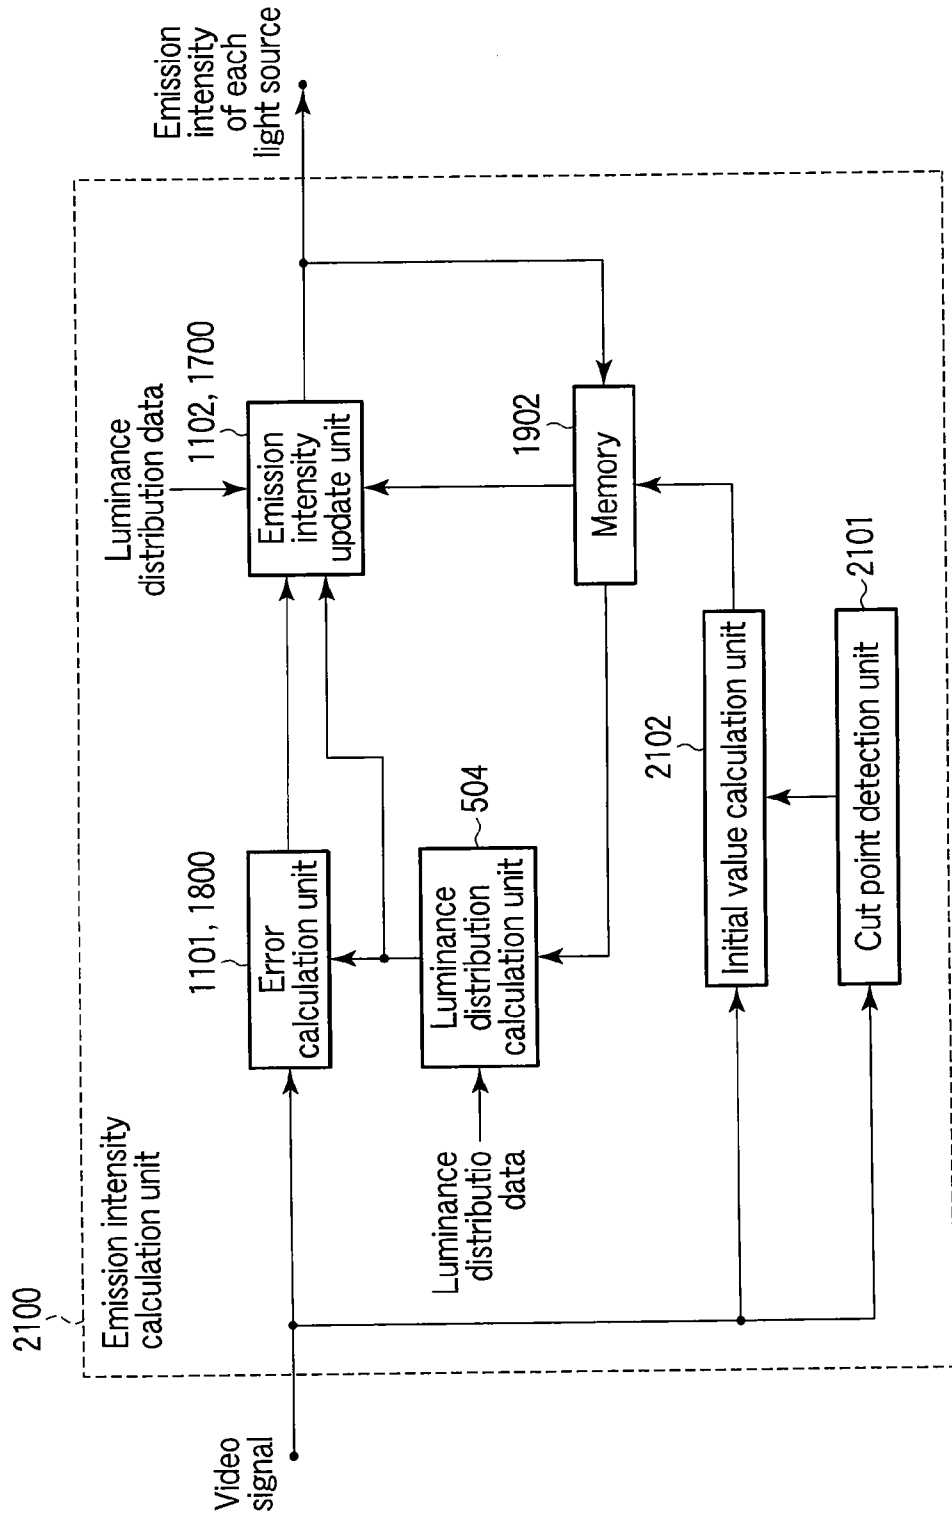 2100
Emission intensity
calculation unit
Video
signal
1101, 1800
Error
calculation unit
Luminance
distribution data
1102, 1700
Emission
intensity
update unit
Emission
intensity
of each
light source
504
Luminance
distribution
calculation unit
Luminance
distributio
data
1902
Memory
2102
Initial value calculation unit
2101
Cut point detection unit